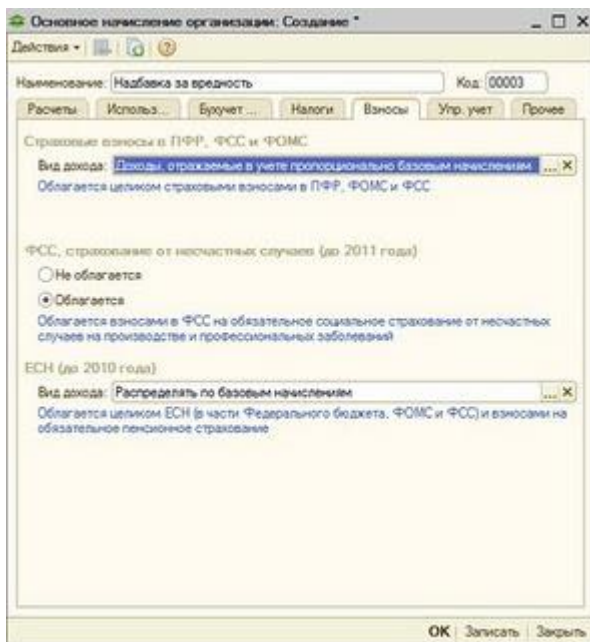 Основное начисление организации: Создание *
Действия
Наименование: Надбавка за вредность Код: 00003
Расчеты Использ... Бухучет ... Налоги Взносы Упр. учет Прочее
Страховые взносы в ПФР, ФСС и ФОМС
Вид дохода: Доходы, отражаемые в учете пропорционально базовым начислениям ... ×
Облагается целиком страховыми взносами в ПФР, ФОМС и ФСС
ФСС, страхование от несчастных случаев (до 2011 года)
Не облагается
Облагается
Облагается взносами в ФСС на обязательное социальное страхование от несчастных
случаев на производстве и профессиональных заболеваний
ЕСН (до 2010 года)
Вид дохода: Распределять по базовым начислениям ... ×
Облагается целиком ЕСН (в части Федерального бюджета, ФОМС и ФСС) и взносами на
обязательное пенсионное страхование
OK Записать Закрыть